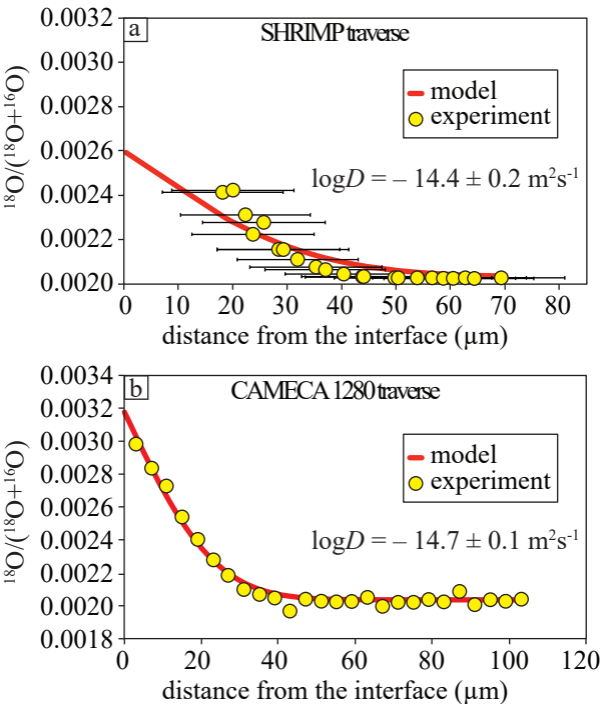 a
SHRIMP traverse
0.0032
0.0030
0.0028
0.0026
0.0024
0.0022
0.0020
¹⁸O/(¹⁸O+¹⁶O)
model
experiment
logD = – 14.4 ± 0.2 m²s⁻¹
0 10 20 30 40 50 60 70 80
distance from the interface (µm)
b
CAMECA 1280 traverse
0.0034
0.0032
0.0030
0.0028
0.0026
0.0024
0.0022
0.0020
0.0018
¹⁸O/(¹⁸O+¹⁶O)
model
experiment
logD = – 14.7 ± 0.1 m²s⁻¹
0 20 40 60 80 100 120
distance from the interface (µm)